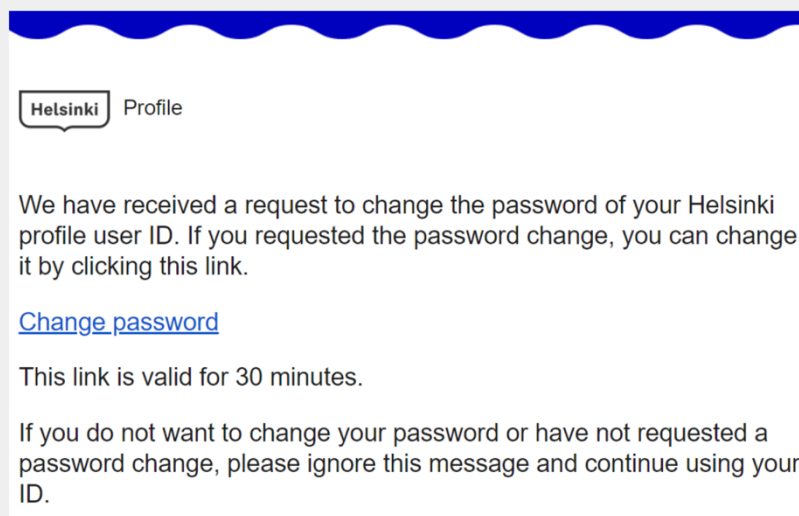 Helsinki Profile
We have received a request to change the password of your Helsinki
profile user ID. If you requested the password change, you can change
it by clicking this link.
Change password
This link is valid for 30 minutes.
If you do not want to change your password or have not requested a
password change, please ignore this message and continue using your
ID.